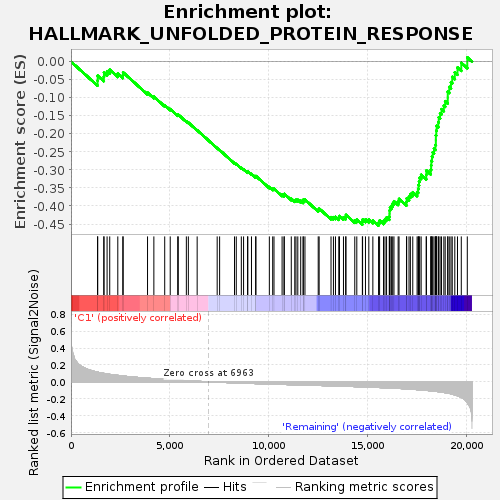 Enrichment plot:
HALLMARK_UNFOLDED_PROTEIN_RESPONSE
Enrichment score (ES)
0.00
-0.05
-0.10
-0.15
-0.20
-0.25
-0.30
-0.35
-0.40
-0.45
'C1' (positively correlated)
Ranked list metric (Signal2Noise)
0.8
0.6
0.4
0.2
0.0
-0.2
-0.4
-0.6
Zero cross at 6963
'Remaining' (negatively correlated)
0 5,000 10,000 15,000 20,000
Rank in Ordered Dataset
Enrichment profile Hits Ranking metric scores